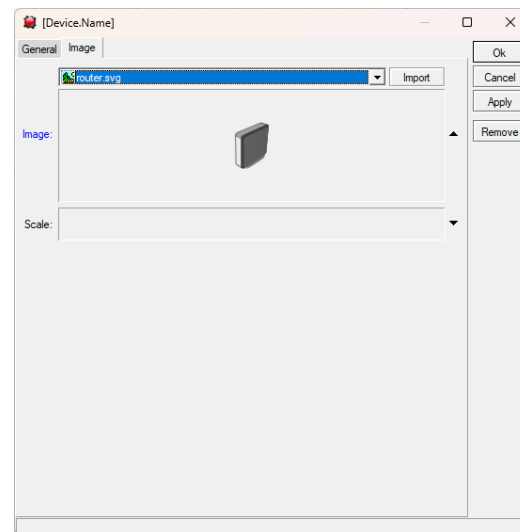 [Device.Name]
General Image
Ok
router.svg Import
Cancel
Apply
Image:
Remove
Scale: